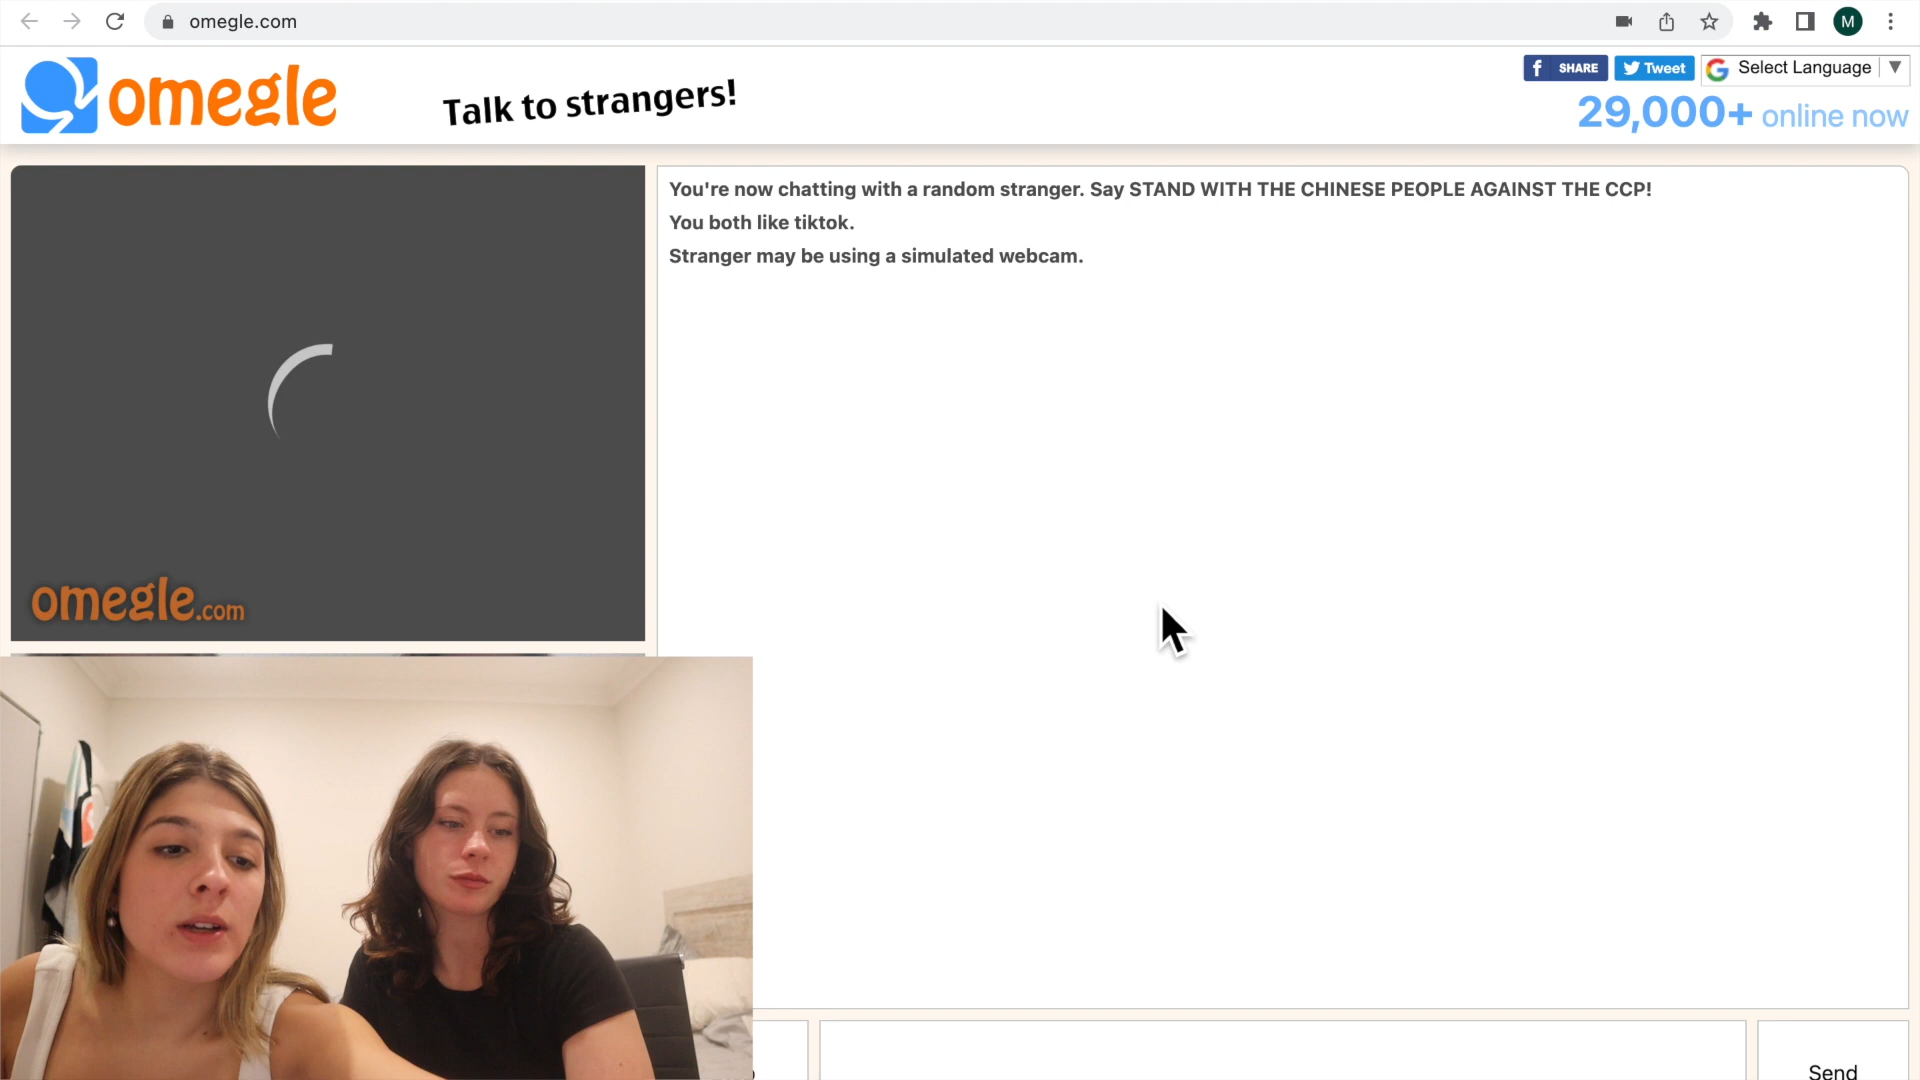 omegle.com
M
omegle
Talk to strangers!
f SHARE
Tweet
G Select Language ▼
29,000+ online now
You're now chatting with a random stranger. Say STAND WITH THE CHINESE PEOPLE AGAINST THE CCP!
You both like tiktok.
Stranger may be using a simulated webcam.
omegle.com
Send